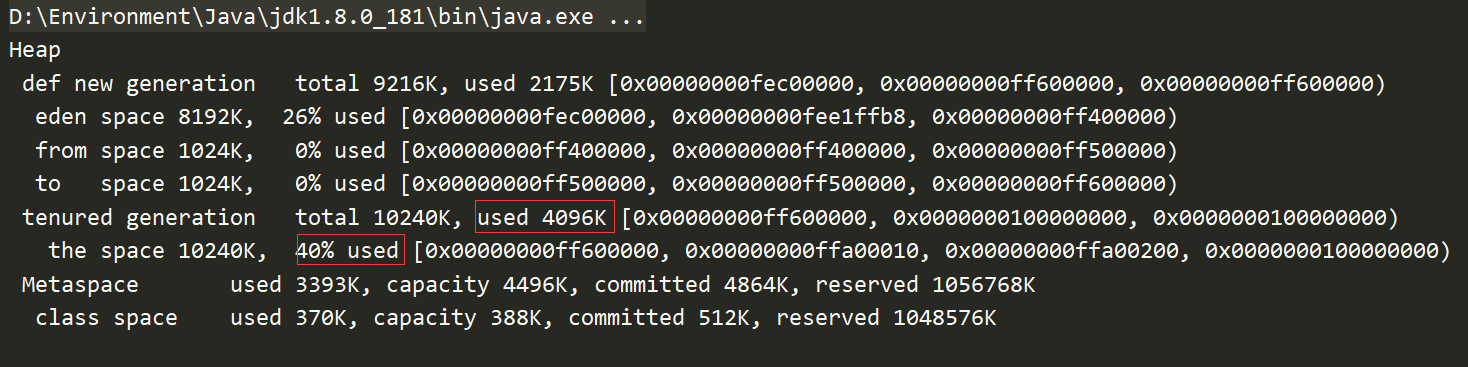 D:\Environment\Java\jdk1.8.0_181\bin\java.exe ...
Heap
 def new generation   total 9216K, used 2175K [0x00000000fec00000, 0x00000000ff600000, 0x00000000ff600000)
  eden space 8192K,  26% used [0x00000000fec00000, 0x00000000fee1ffb8, 0x00000000ff400000)
  from space 1024K,   0% used [0x00000000ff400000, 0x00000000ff400000, 0x00000000ff500000)
  to   space 1024K,   0% used [0x00000000ff500000, 0x00000000ff500000, 0x00000000ff600000)
 tenured generation   total 10240K, used 4096K [0x00000000ff600000, 0x0000000100000000, 0x0000000100000000)
   the space 10240K,  40% used [0x00000000ff600000, 0x00000000ffa00010, 0x00000000ffa00200, 0x0000000100000000)
 Metaspace       used 3393K, capacity 4496K, committed 4864K, reserved 1056768K
  class space    used 370K, capacity 388K, committed 512K, reserved 1048576K